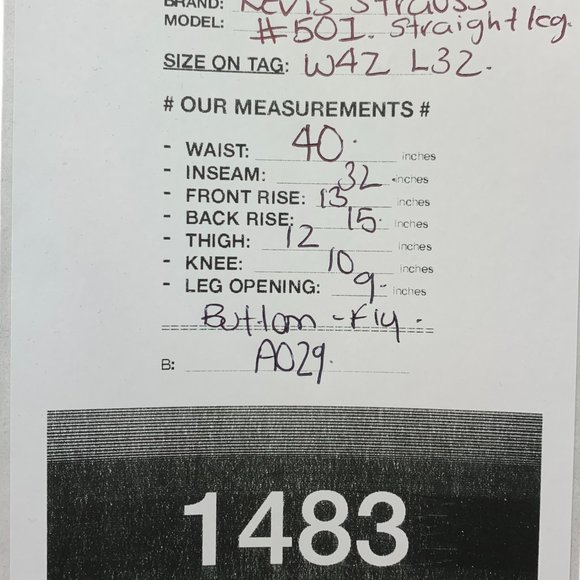 BRAND: Levis Strauss
MODEL: #501. Straight leg.
SIZE ON TAG: W42 L32.
# OUR MEASUREMENTS #
- WAIST: 40. inches
- INSEAM: 32 inches
- FRONT RISE: 13 inches
- BACK RISE: 15. inches
- THIGH: 12 inches
- KNEE: 10 inches
- LEG OPENING: 9. inches
Buttom - Fly.
B: A029.
1483